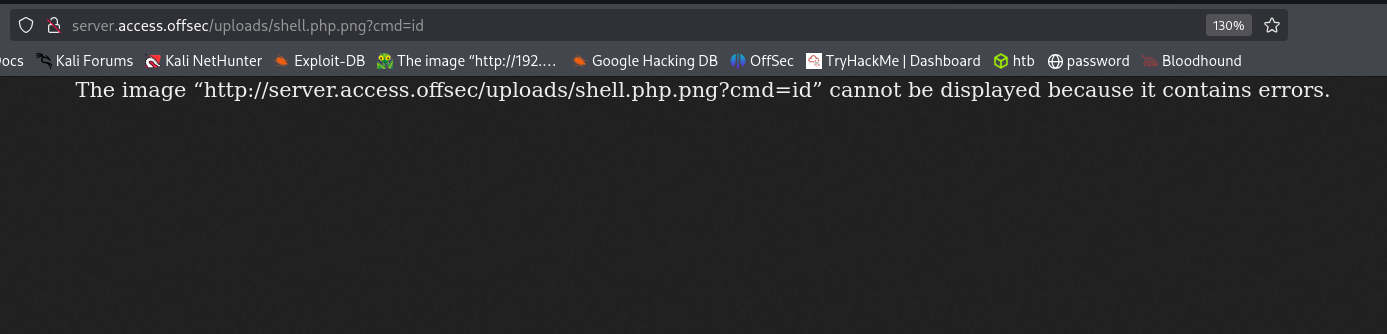 server.access.offsec/uploads/shell.php.png?cmd=id 130%
ocs Kali Forums Kali NetHunter Exploit-DB The image “http://192.… Google Hacking DB OffSec TryHackMe | Dashboard htb password Bloodhound
The image “http://server.access.offsec/uploads/shell.php.png?cmd=id” cannot be displayed because it contains errors.